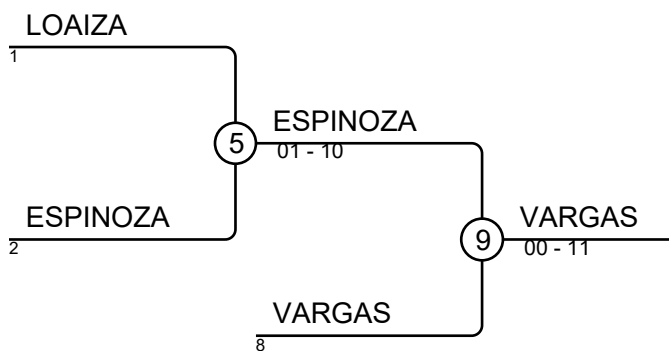 LOAIZA
1
5
ESPINOZA
01 - 10
ESPINOZA
2
9
VARGAS
00 - 11
VARGAS
8